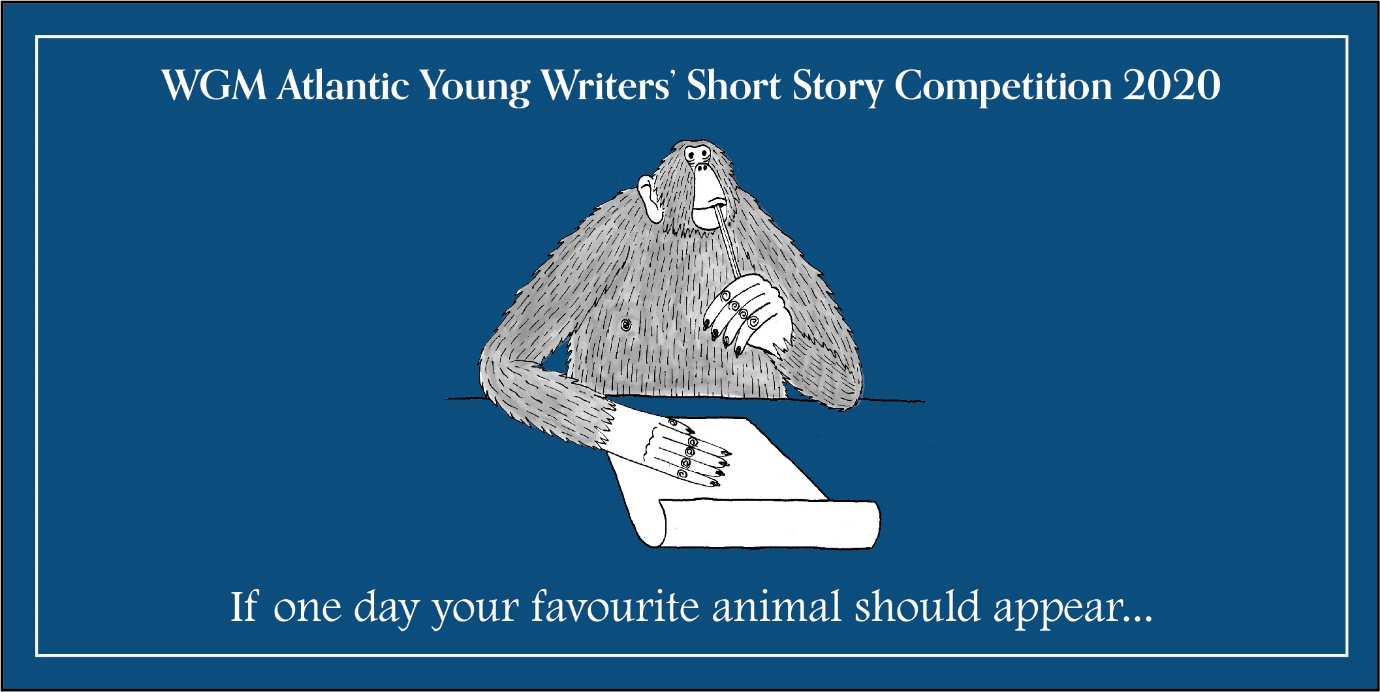 WGM Atlantic Young Writers’ Short Story Competition 2020
If one day your favourite animal should appear...